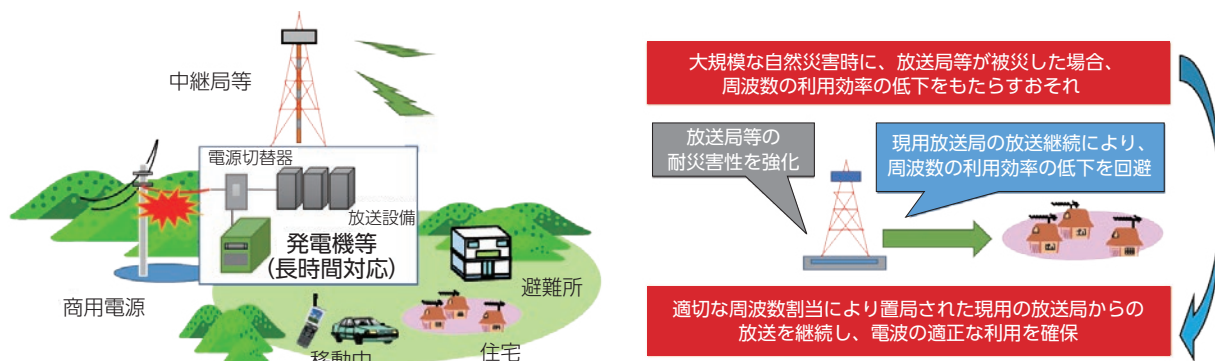 中継局等
電源切替器
放送設備
発電機等
(長時間対応)
商用電源
避難所
移動中
住宅
大規模な自然災害時に、放送局等が被災した場合、
周波数の利用効率の低下をもたらすおそれ
放送局等の
耐災害性を強化
現用放送局の放送継続により、
周波数の利用効率の低下を回避
適切な周波数割当により置局された現用の放送局からの
放送を継続し、電波の適正な利用を確保